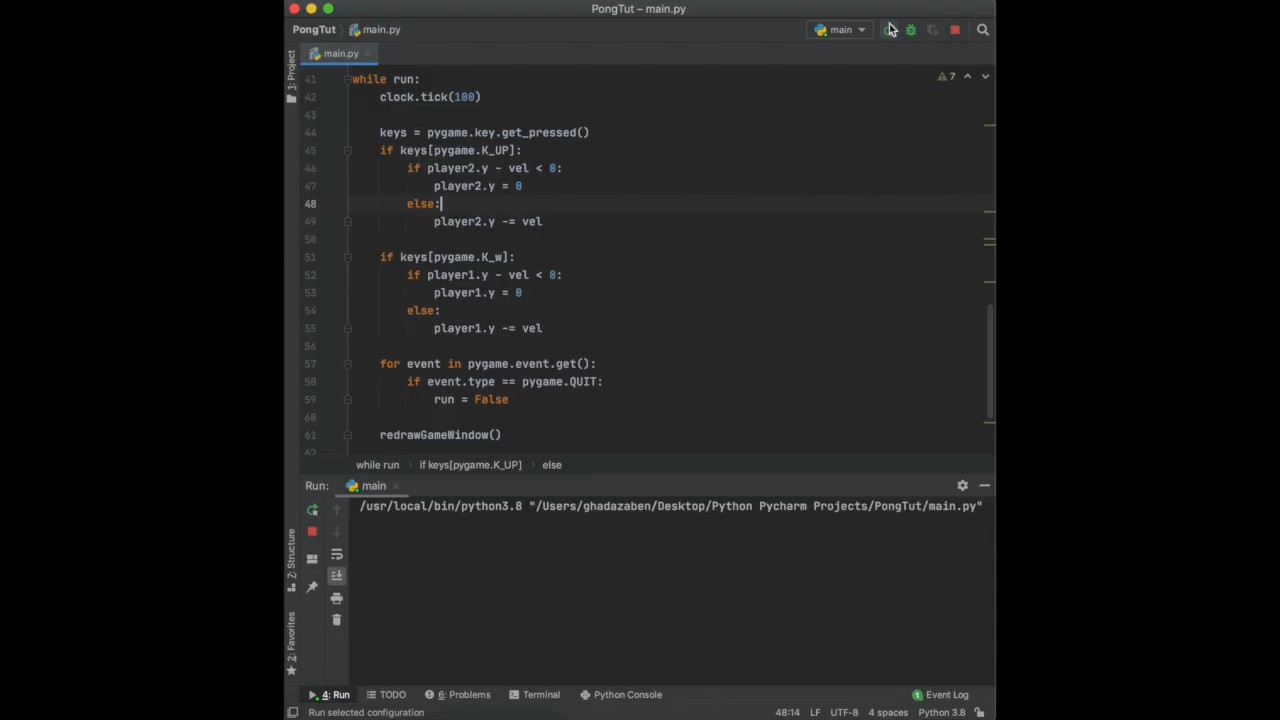 PongTut – main.py
PongTut
main.py
main
main.py
1: Project
7
41 while run:
42 clock.tick(100)
43
44 keys = pygame.key.get_pressed()
45 if keys[pygame.K_UP]:
46 if player2.y - vel < 0:
47 player2.y = 0
48 else:
49 player2.y -= vel
50
51 if keys[pygame.K_w]:
52 if player1.y - vel < 0:
53 player1.y = 0
54 else:
55 player1.y -= vel
56
57 for event in pygame.event.get():
58 if event.type == pygame.QUIT:
59 run = False
60
61 redrawGameWindow()
62
while run
if keys[pygame.K_UP]
else
Run:
main
/usr/local/bin/python3.8 "/Users/ghadazaben/Desktop/Python Pycharm Projects/PongTut/main.py"
Z: Structure
2: Favorites
4: Run
TODO
6: Problems
Terminal
Python Console
1 Event Log
Run selected configuration
48:14 LF UTF-8 4 spaces Python 3.8